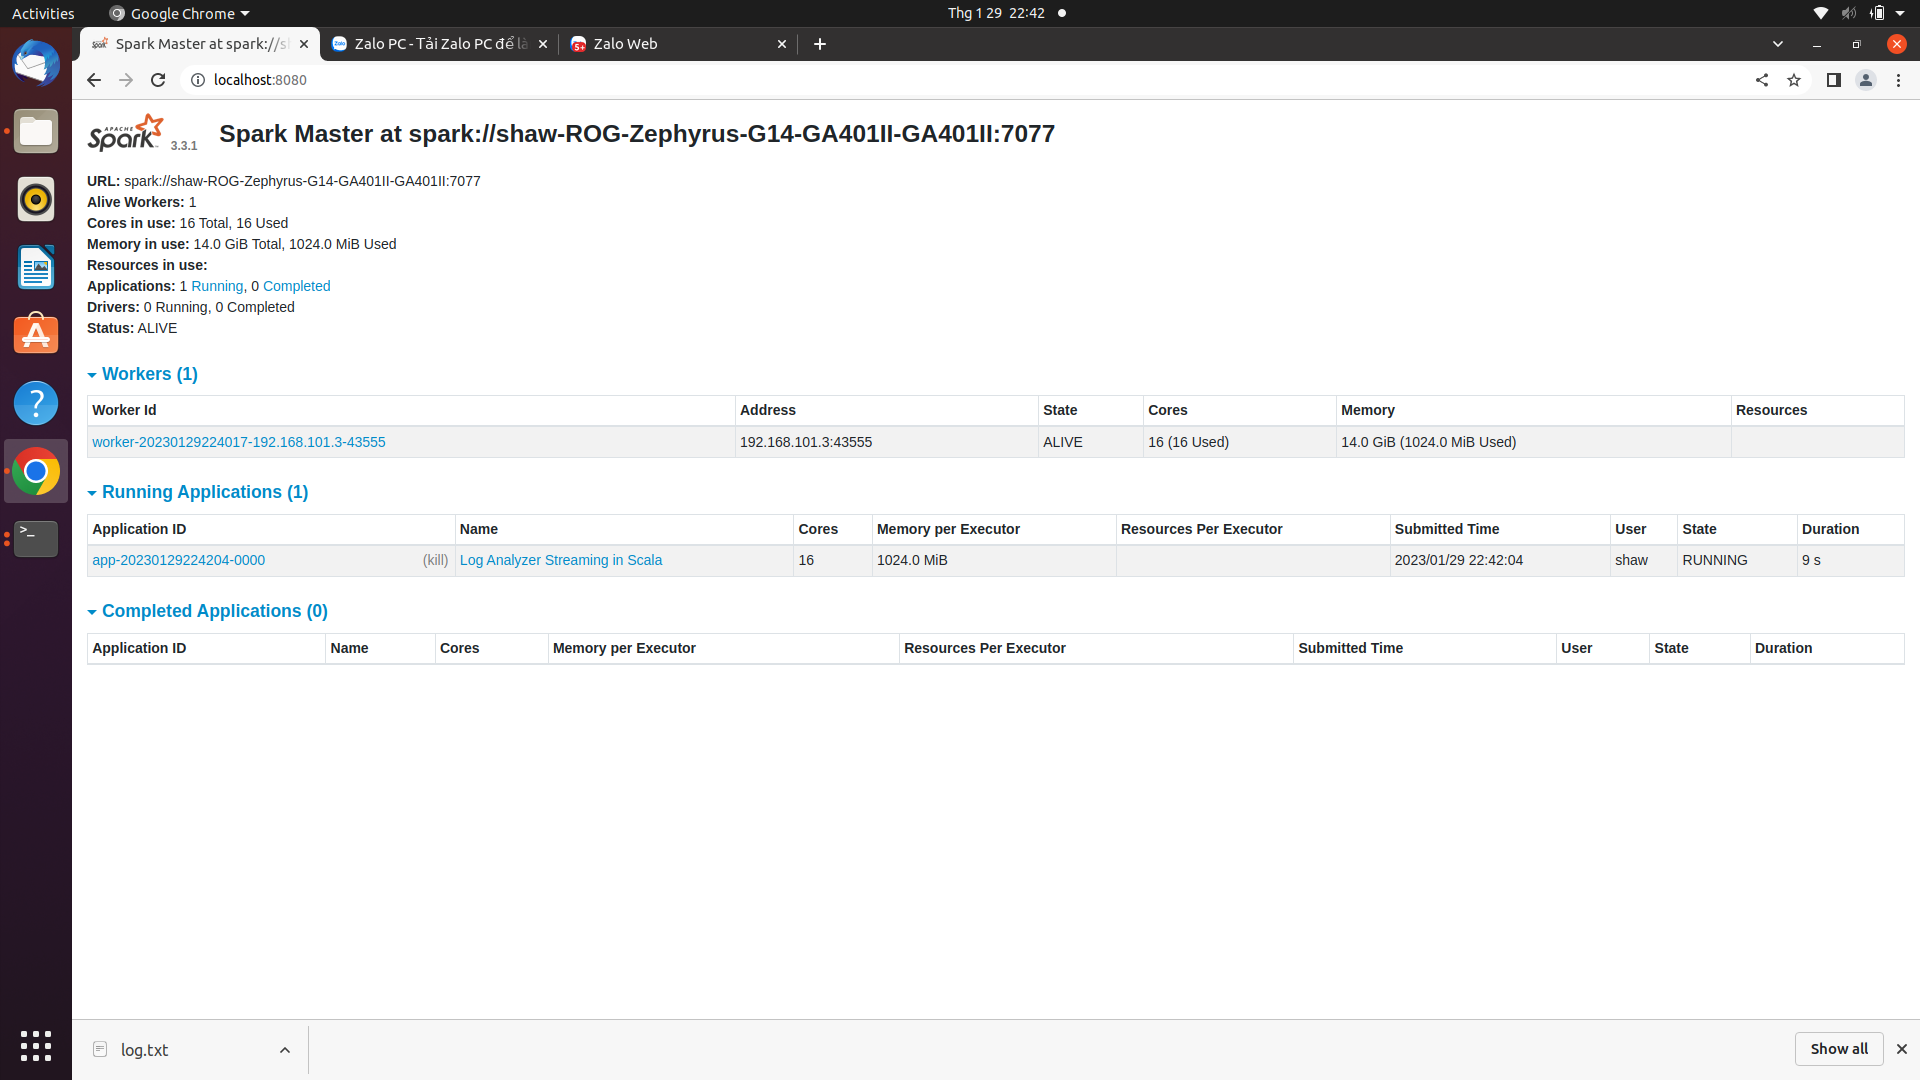 Activities Google Chrome Thg 1 29 22:42
Spark Master at spark://sl Zalo PC - Tải Zalo PC để là Zalo Web
localhost:8080
APACHE Spark 3.3.1 Spark Master at spark://shaw-ROG-Zephyrus-G14-GA401II-GA401II:7077
URL: spark://shaw-ROG-Zephyrus-G14-GA401II-GA401II:7077
Alive Workers: 1
Cores in use: 16 Total, 16 Used
Memory in use: 14.0 GiB Total, 1024.0 MiB Used
Resources in use:
Applications: 1 Running, 0 Completed
Drivers: 0 Running, 0 Completed
Status: ALIVE
Workers (1)
Worker Id Address State Cores Memory Resources
worker-20230129224017-192.168.101.3-43555 192.168.101.3:43555 ALIVE 16 (16 Used) 14.0 GiB (1024.0 MiB Used)
Running Applications (1)
Application ID Name Cores Memory per Executor Resources Per Executor Submitted Time User State Duration
app-20230129224204-0000 (kill) Log Analyzer Streaming in Scala 16 1024.0 MiB 2023/01/29 22:42:04 shaw RUNNING 9 s
Completed Applications (0)
Application ID Name Cores Memory per Executor Resources Per Executor Submitted Time User State Duration
log.txt Show all